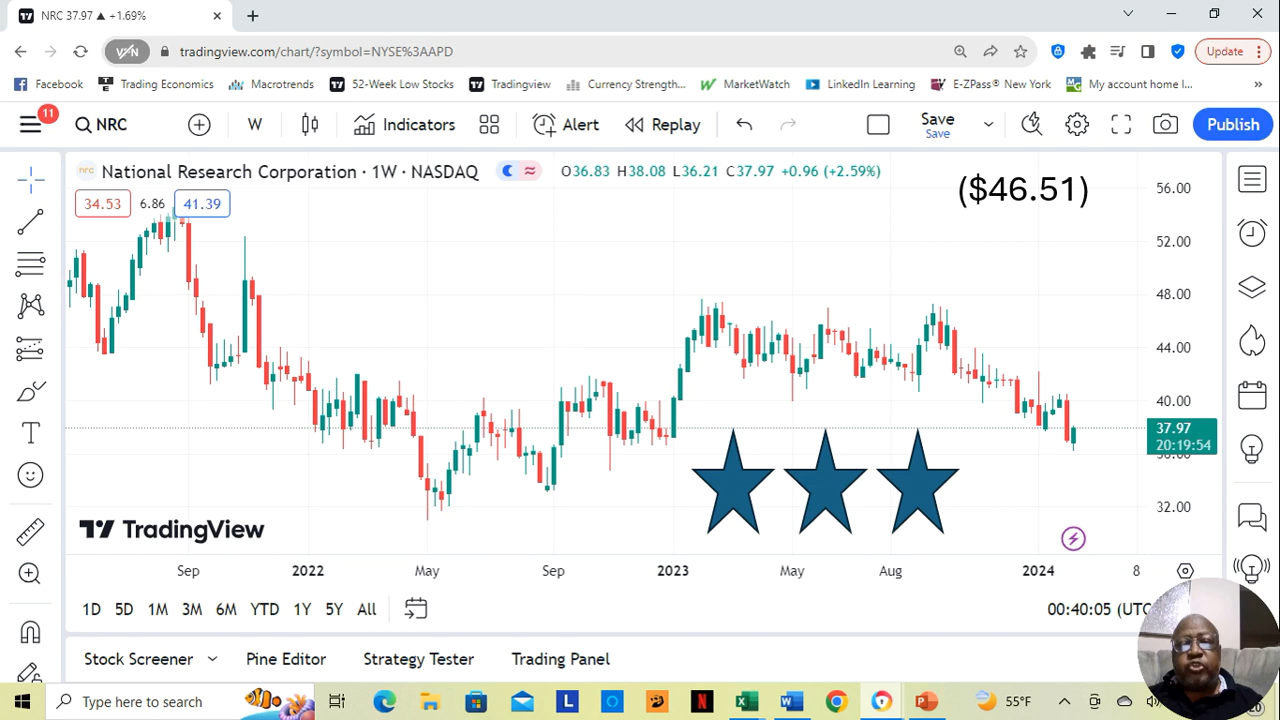 NRC 37.97 ▲ +1.69%
tradingview.com/chart/?symbol=NYSE%3AAPD
Update
Facebook
Trading Economics
Macrotrends
52-Week Low Stocks
Tradingview
Currency Strength...
MarketWatch
LinkedIn Learning
E-ZPass® New York
My account home I...
»
11
NRC
W
Indicators
Alert
Replay
Save
Save
Publish
nrc National Research Corporation · 1W · NASDAQ
O36.83 H38.08 L36.21 C37.97 +0.96 (+2.59%)
34.53 6.86 41.39
($46.51)
56.00
52.00
48.00
44.00
40.00
37.97
20:19:54
36.00
32.00
TradingView
Sep 2022 May Sep 2023 May Aug 2024 8
1D 5D 1M 3M 6M YTD 1Y 5Y All
00:40:05 (UTC
Stock Screener
Pine Editor
Strategy Tester
Trading Panel
Type here to search
55°F